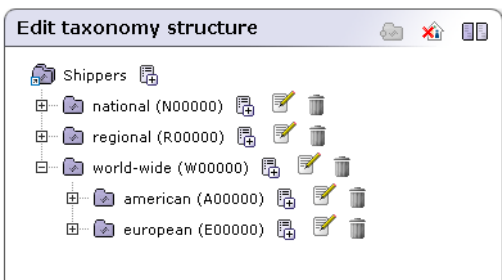 Edit taxonomy structure
Shippers
national (N00000)
regional (R00000)
world-wide (W00000)
american (A00000)
european (E00000)